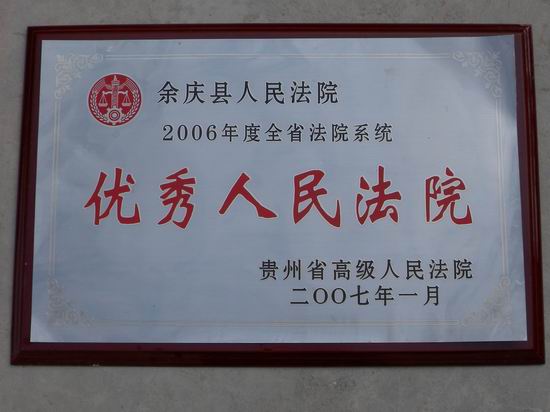 余庆县人民法院
2006年度全省法院系统
优秀人民法院
贵州省高级人民法院
二〇〇七年一月